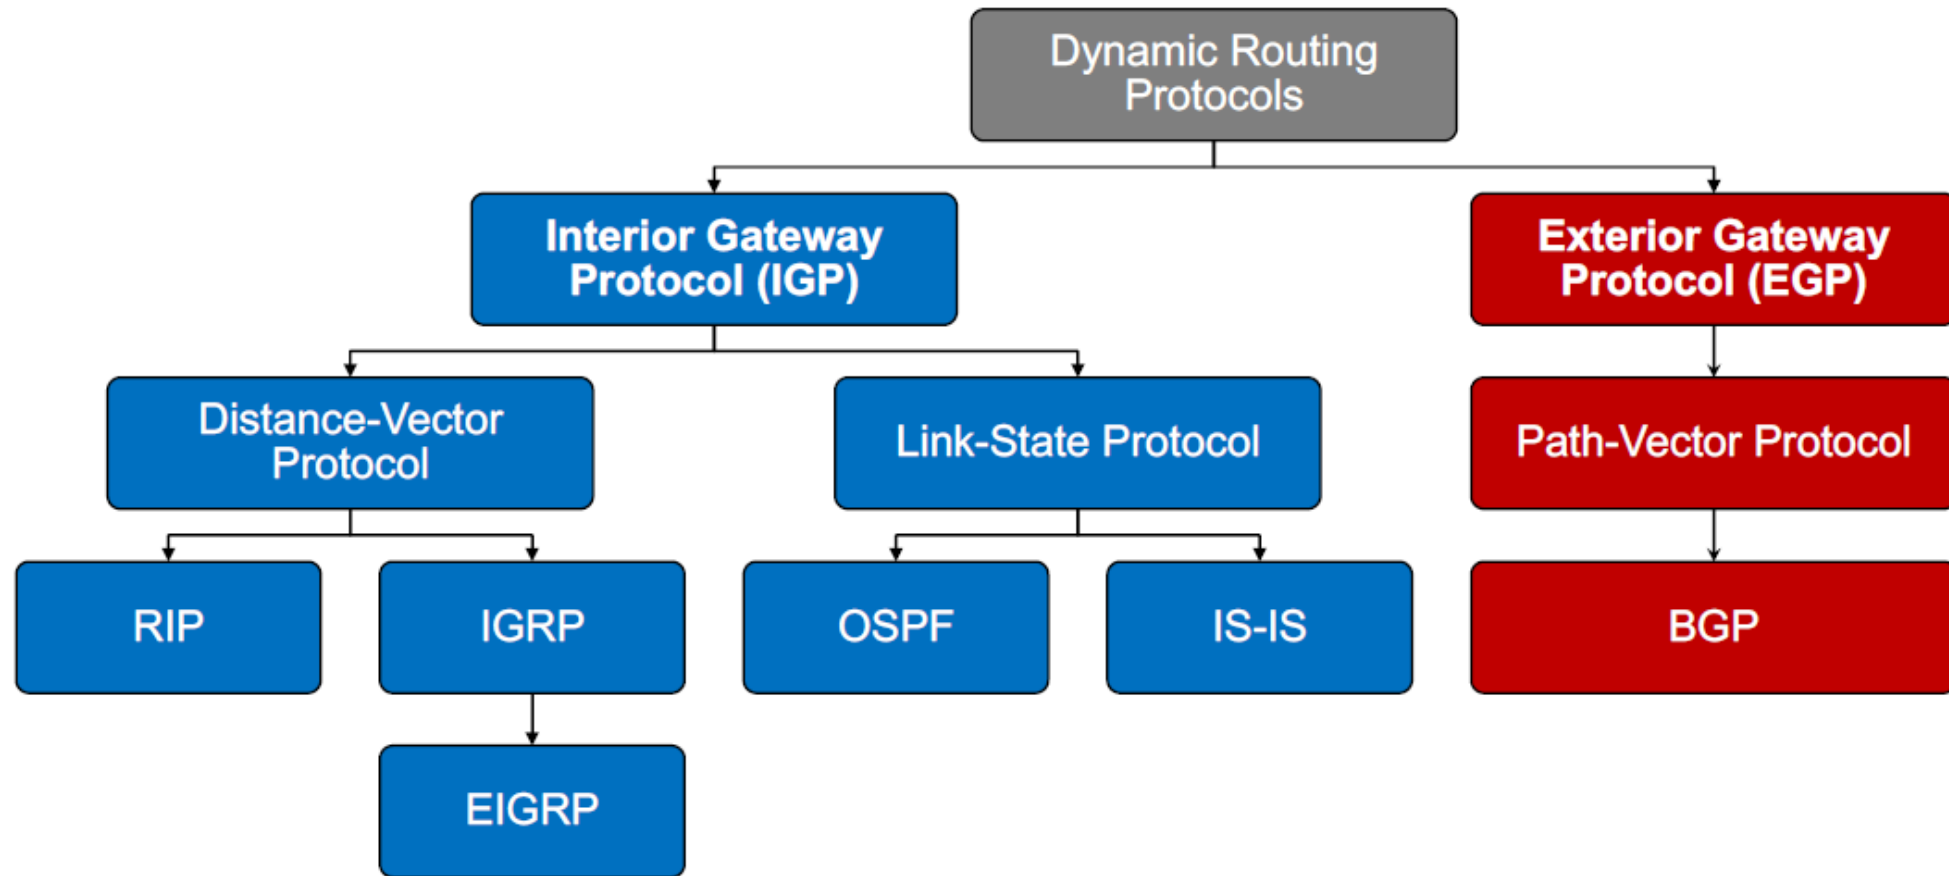 Dynamic Routing
Protocols
Interior Gateway
Protocol (IGP)
Exterior Gateway
Protocol (EGP)
Distance-Vector
Protocol
Link-State Protocol
Path-Vector Protocol
RIP
IGRP
OSPF
IS-IS
BGP
EIGRP